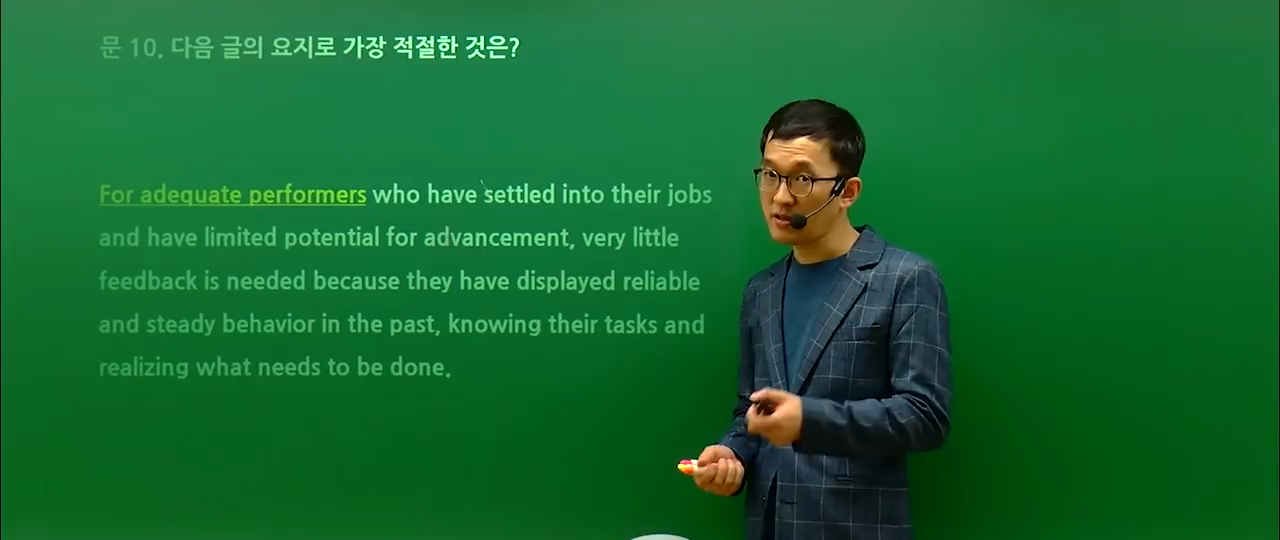 문 10. 다음 글의 요지로 가장 적절한 것은?
For adequate performers who have settled into their jobs
and have limited potential for advancement, very little
feedback is needed because they have displayed reliable
and steady behavior in the past, knowing their tasks and
realizing what needs to be done.